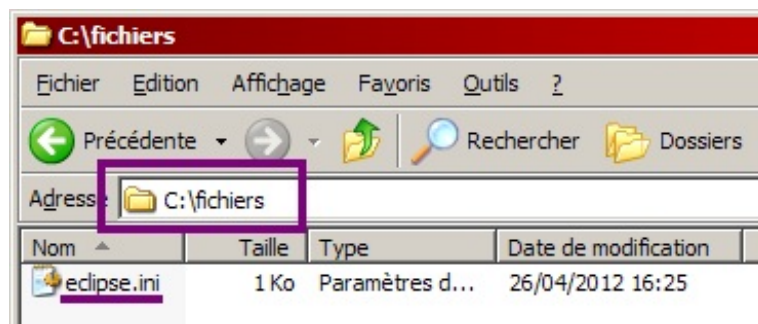 C:\fichiers
Fichier Edition Affichage Favoris Outils ?
Précédente Rechercher Dossiers
Adresse C:\fichiers
Nom Taille Type Date de modification
eclipse.ini 1 Ko Paramètres d... 26/04/2012 16:25